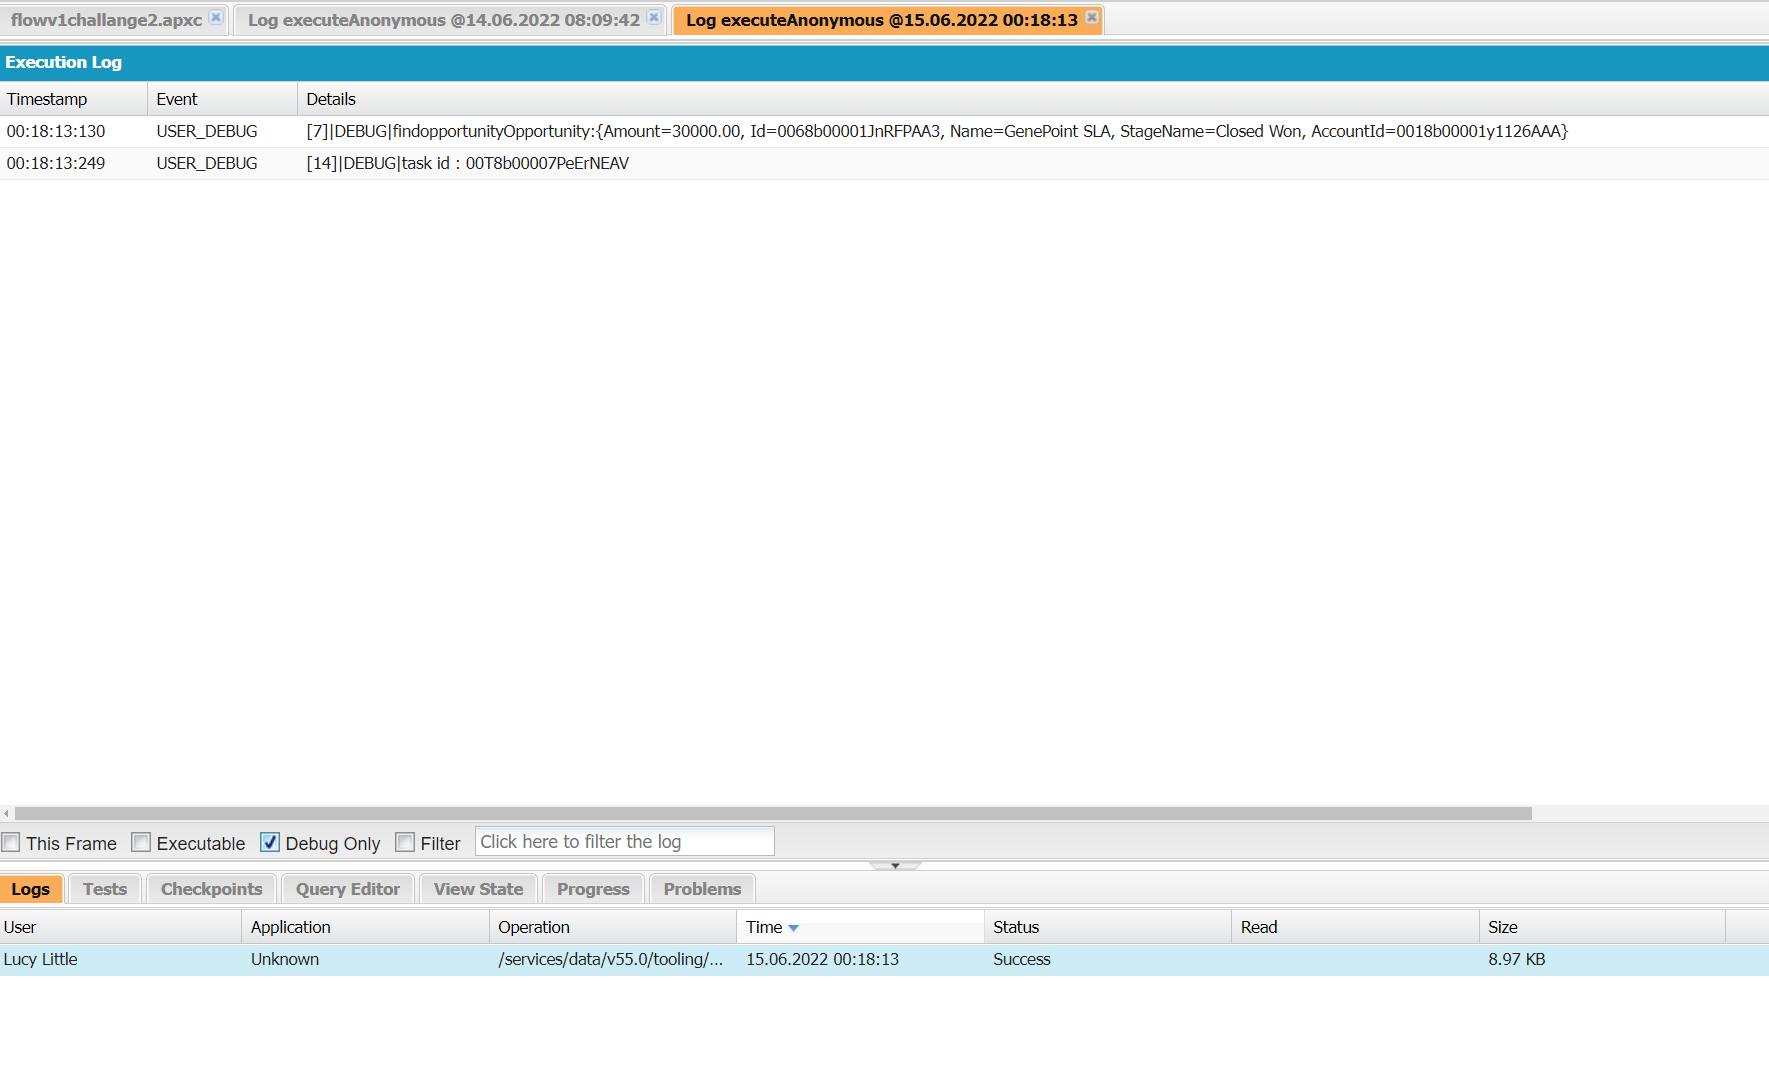 flowv1challange2.apxc Log executeAnonymous @14.06.2022 08:09:42 Log executeAnonymous @15.06.2022 00:18:13
Execution Log
Timestamp Event Details
00:18:13:130 USER_DEBUG [7]|DEBUG|findopportunityOpportunity:{Amount=30000.00, Id=0068b00001JnRFPAA3, Name=GenePoint SLA, StageName=Closed Won, AccountId=0018b00001y1126AAA}
00:18:13:249 USER_DEBUG [14]|DEBUG|task id : 00T8b00007PeErNEAV
This Frame Executable Debug Only Filter Click here to filter the log
Logs Tests Checkpoints Query Editor View State Progress Problems
User Application Operation Time Status Read Size
Lucy Little Unknown /services/data/v55.0/tooling/... 15.06.2022 00:18:13 Success 8.97 KB